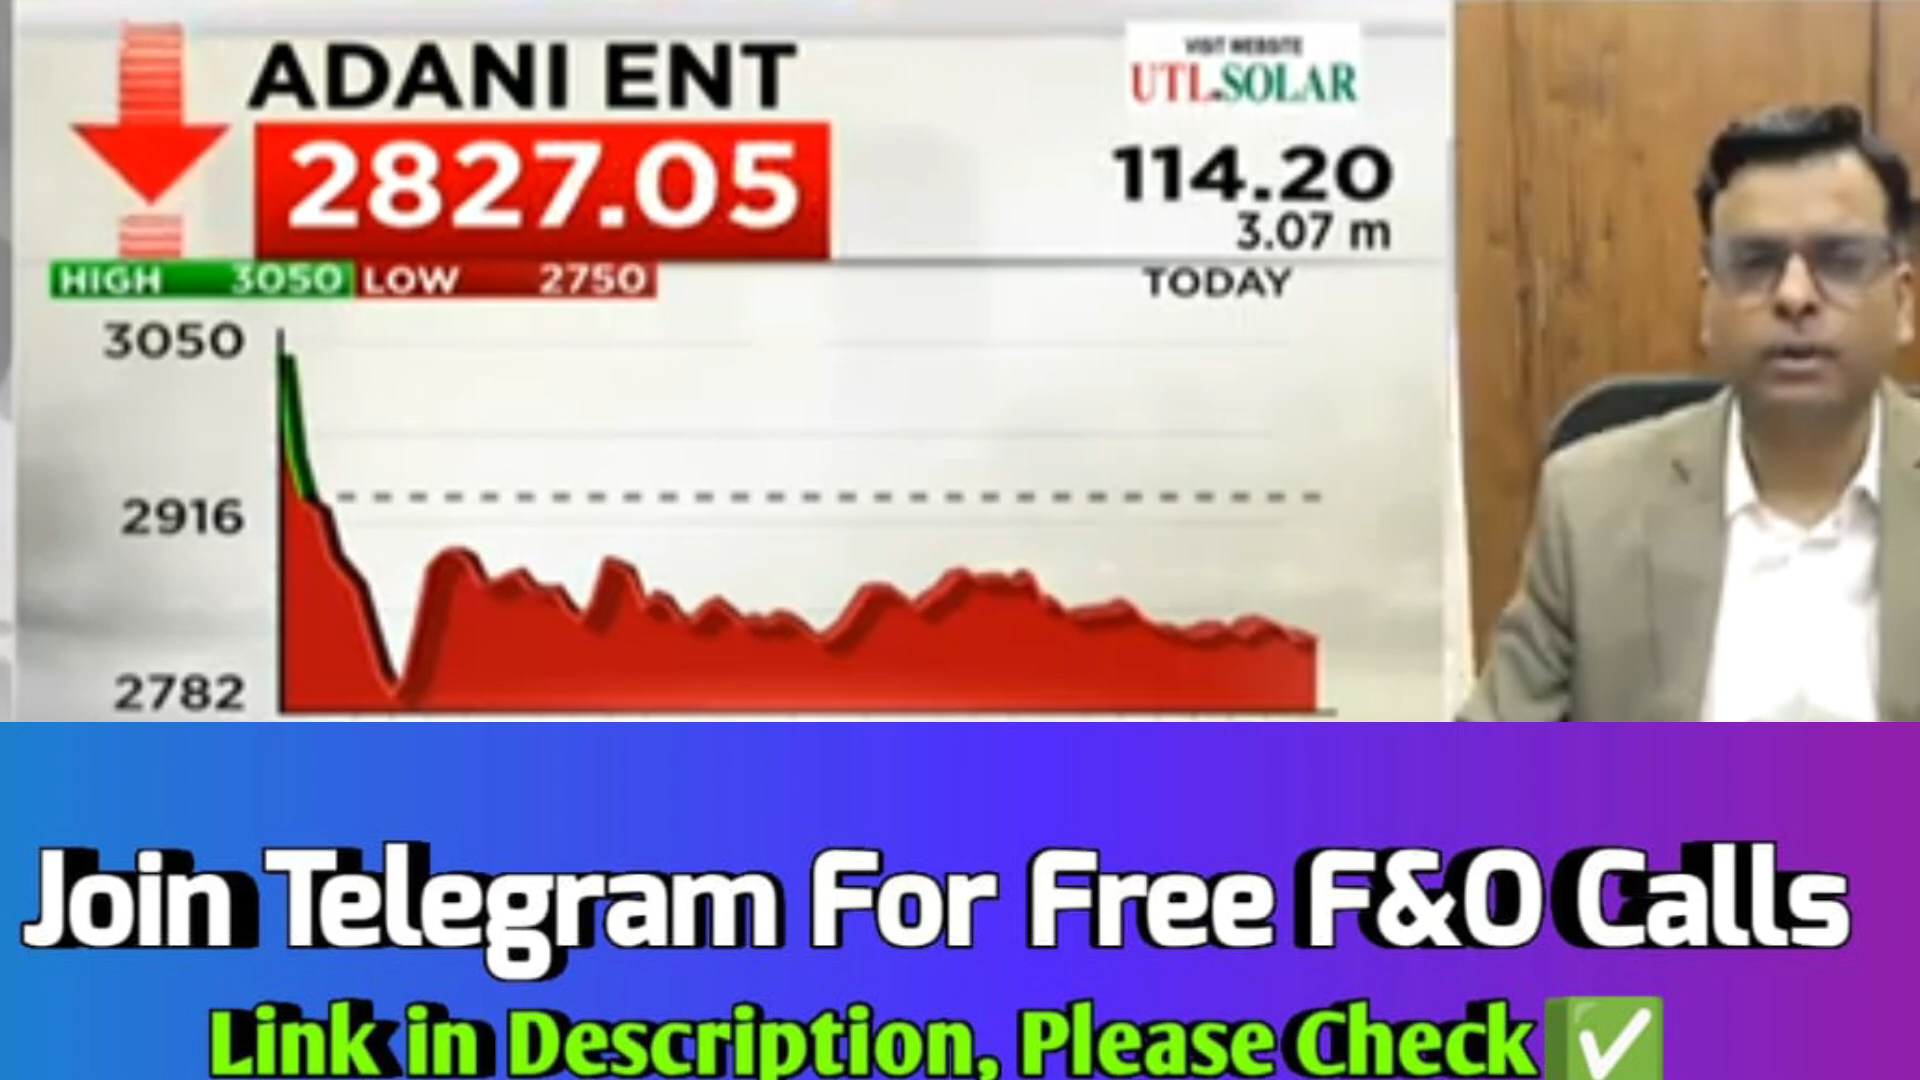 ADANI ENT
2827.05
HIGH 3050 LOW 2750
VISIT WEBSITE
UTL SOLAR
114.20
3.07 m
TODAY
3050
2916
2782
Join Telegram For Free F&O Calls
Link in Description, Please Check ✅